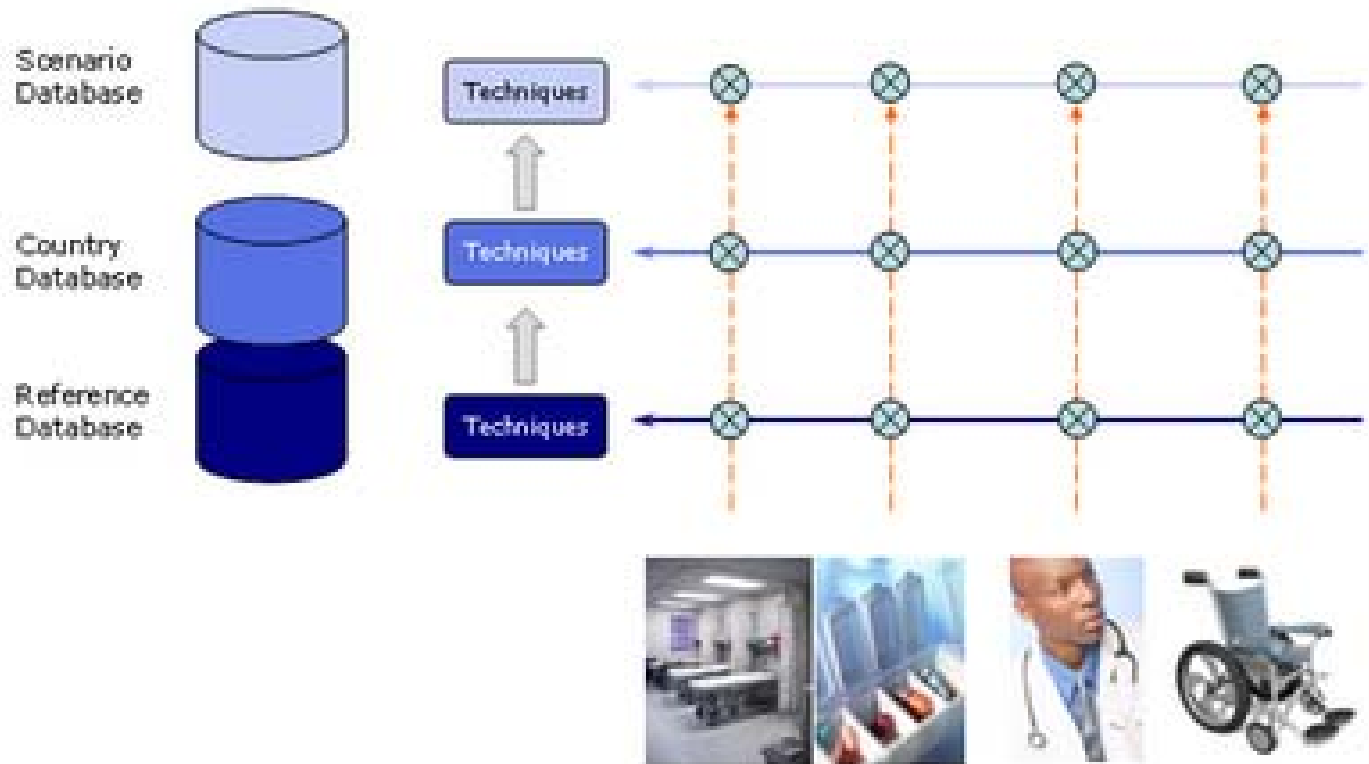 Scenario
Database
Techniques
Country
Database
Techniques
Reference
Database
Techniques